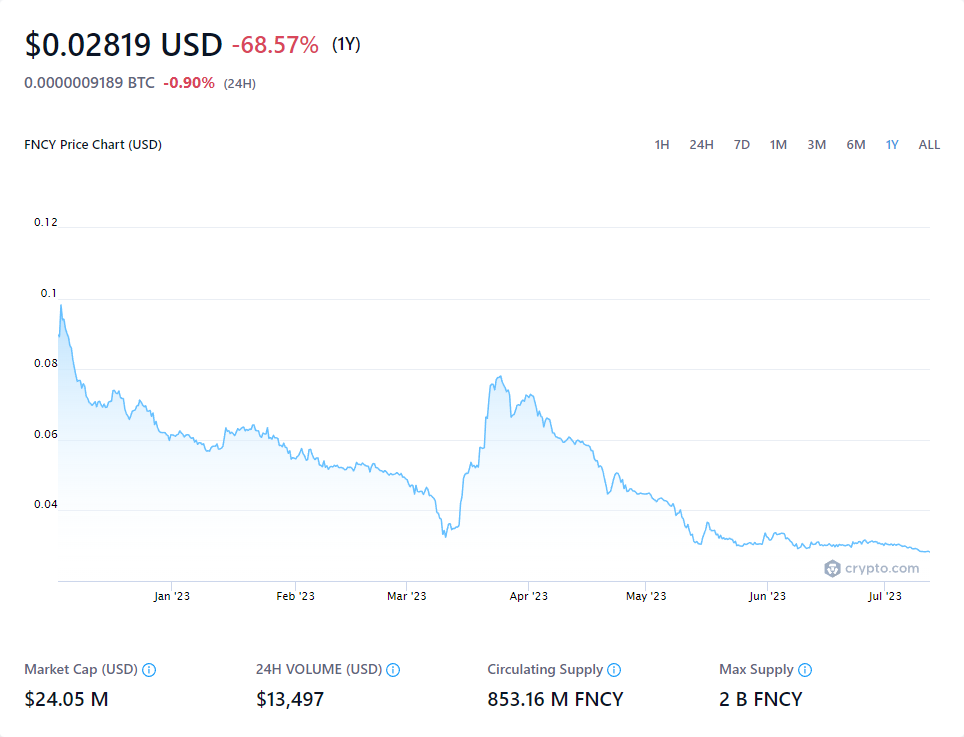 $0.02819 USD -68.57% (1Y)
0.0000009189 BTC -0.90% (24H)
FNCY Price Chart (USD) 1H 24H 7D 1M 3M 6M 1Y ALL
0.12
0.1
0.08
0.06
0.04
crypto.com
Jan '23 Feb '23 Mar '23 Apr '23 May '23 Jun '23 Jul '23
Market Cap (USD) 24H VOLUME (USD) Circulating Supply Max Supply
$24.05 M $13,497 853.16 M FNCY 2 B FNCY